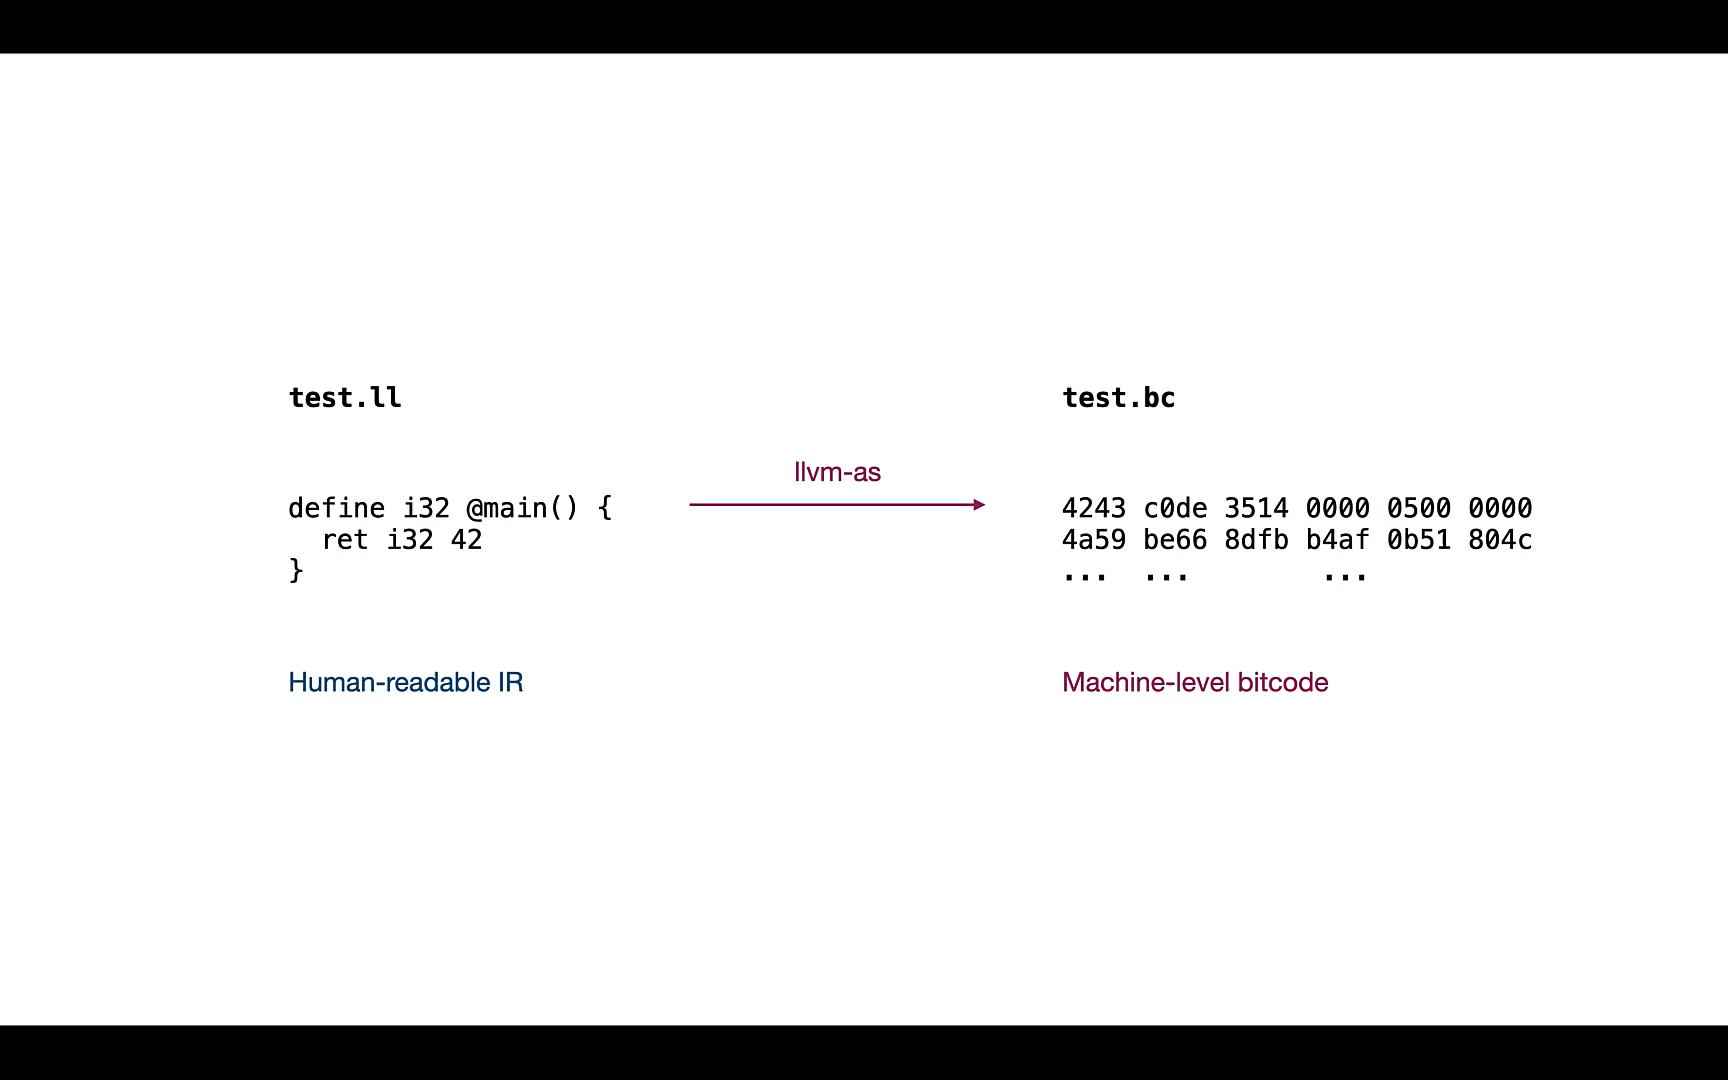 test.ll
define i32 @main() {
  ret i32 42
}
Human-readable IR
llvm-as
test.bc
4243 c0de 3514 0000 0500 0000
4a59 be66 8dfb b4af 0b51 804c
... ... ...
Machine-level bitcode